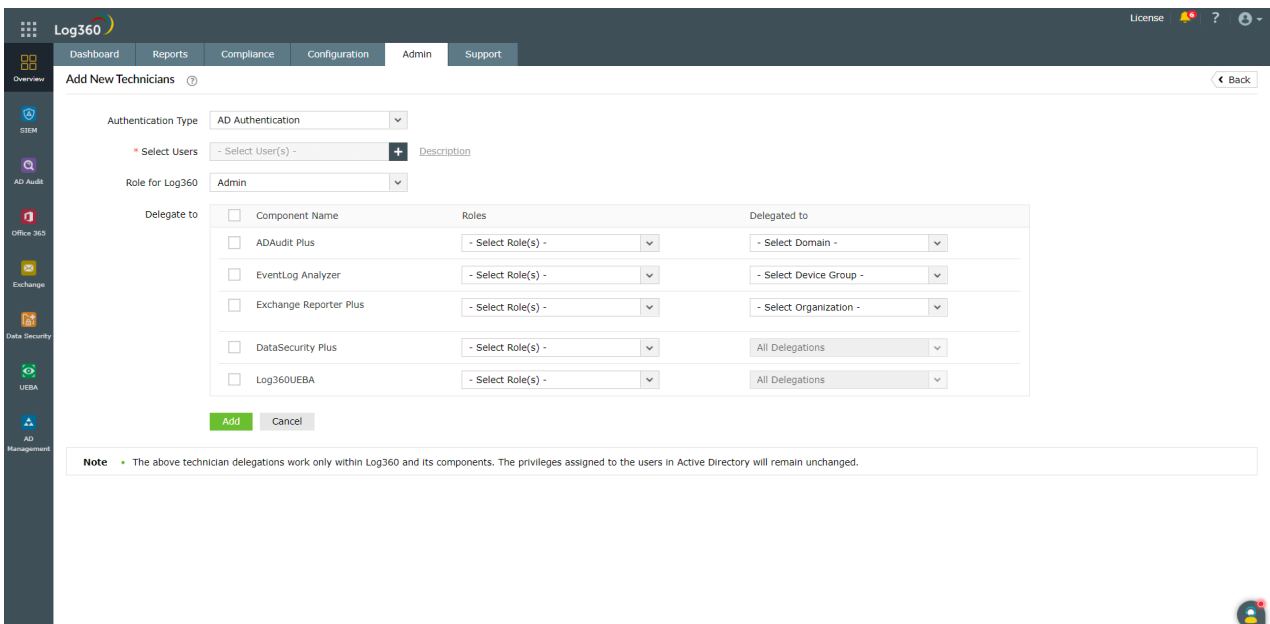 Log360
License 6 ?
Dashboard Reports Compliance Configuration Admin Support
Overview
SIEM
AD Audit
Office 365
Exchange
Data Security
UEBA
AD
Management
Add New Technicians ?
Back
Authentication Type AD Authentication
* Select Users - Select User(s) - + Description
Role for Log360 Admin
Delegate to Component Name Roles Delegated to
ADAudit Plus - Select Role(s) - - Select Domain -
EventLog Analyzer - Select Role(s) - - Select Device Group -
Exchange Reporter Plus - Select Role(s) - - Select Organization -
DataSecurity Plus - Select Role(s) - All Delegations
Log360UEBA - Select Role(s) - All Delegations
Add Cancel
Note • The above technician delegations work only within Log360 and its components. The privileges assigned to the users in Active Directory will remain unchanged.